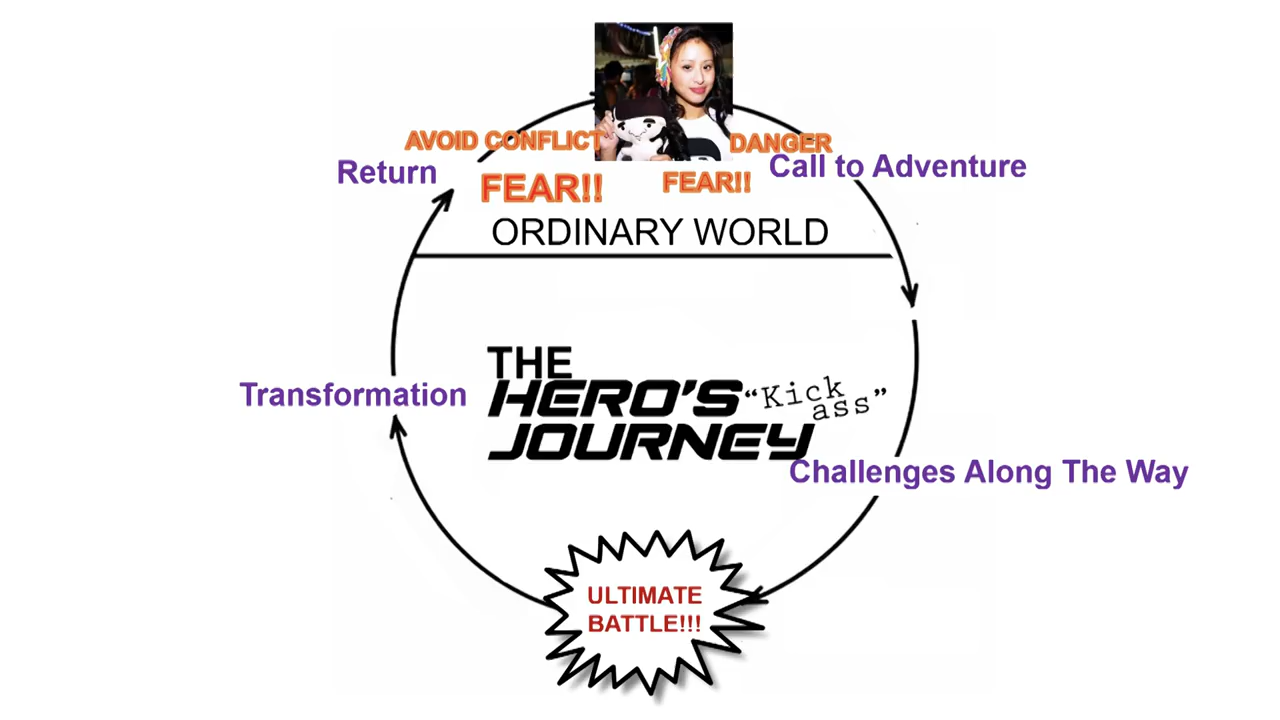 AVOID CONFLICT
DANGER
Return
Call to Adventure
FEAR!!
FEAR!!
ORDINARY WORLD
THE
HERO'S "Kick
ass"
JOURNEY
Transformation
Challenges Along The Way
ULTIMATE
BATTLE!!!